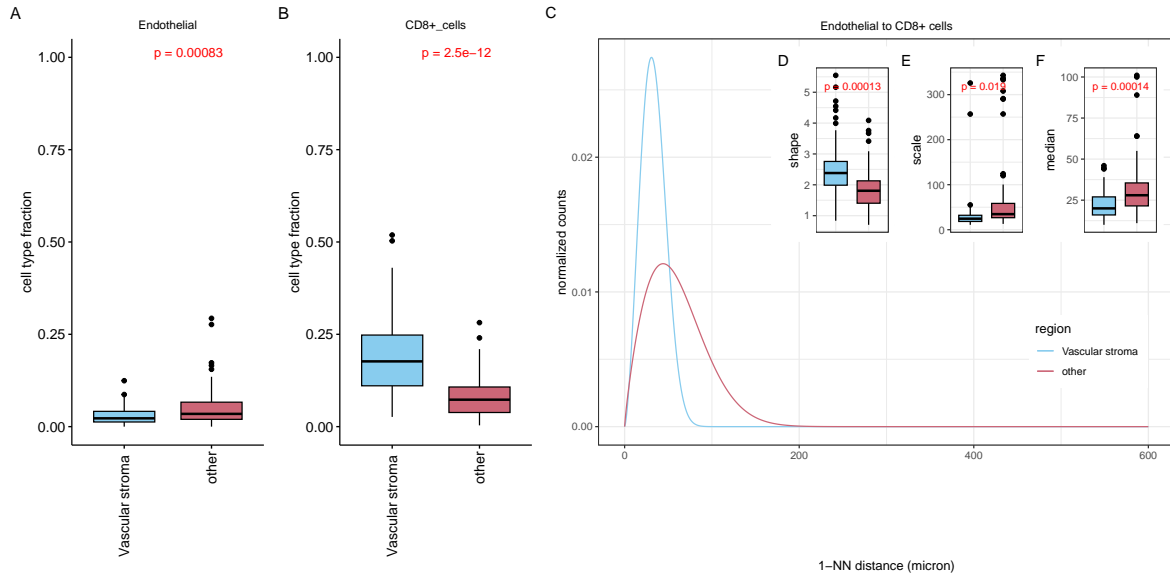 A
Endothelial
p = 0.00083
1.00
0.75
0.50
0.25
0.00
cell type fraction
Vascular stroma
other
B
CD8+_cells
p = 2.5e−12
1.00
0.75
0.50
0.25
0.00
cell type fraction
Vascular stroma
other
C
Endothelial to CD8+ cells
0.02
0.01
0.00
normalized counts
0
200
400
600
1−NN distance (micron)
D
p = 0.00013
5
4
3
2
1
shape
E
p = 0.019
300
200
100
50
0
scale
F
p = 0.00014
100
75
50
25
median
region
Vascular stroma
other